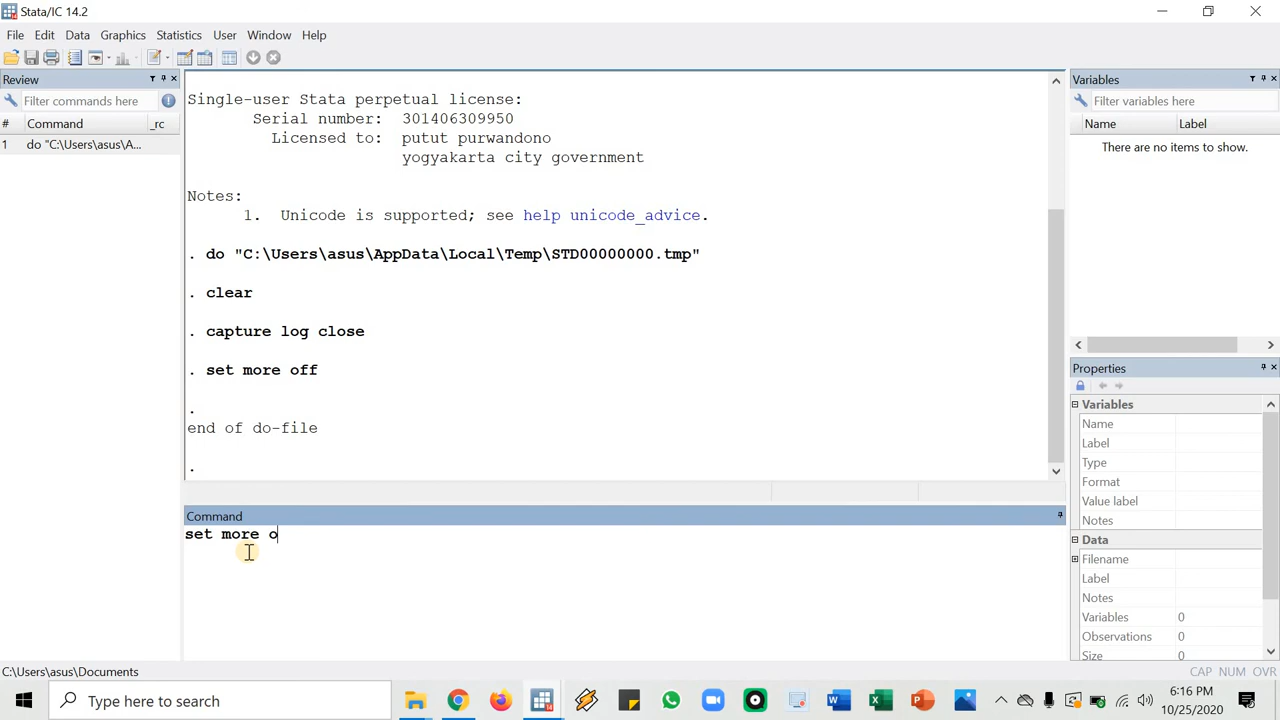 Stata/IC 14.2
File Edit Data Graphics Statistics User Window Help
Review
Filter commands here
# Command _rc
1 do "C:\Users\asus\A...
Single-user Stata perpetual license:
Serial number: 301406309950
Licensed to: putut purwandono
yogyakarta city government
Notes:
1. Unicode is supported; see help unicode_advice.
. do "C:\Users\asus\AppData\Local\Temp\STD00000000.tmp"
. clear
. capture log close
. set more off
.
end of do-file
.
Command
set more o
Variables
Filter variables here
Name Label
There are no items to show.
Properties
Variables
Name
Label
Type
Format
Value label
Notes
Data
Filename
Label
Notes
Variables 0
Observations 0
Size 0
C:\Users\asus\Documents
CAP NUM OVR
Type here to search
6:16 PM
10/25/2020